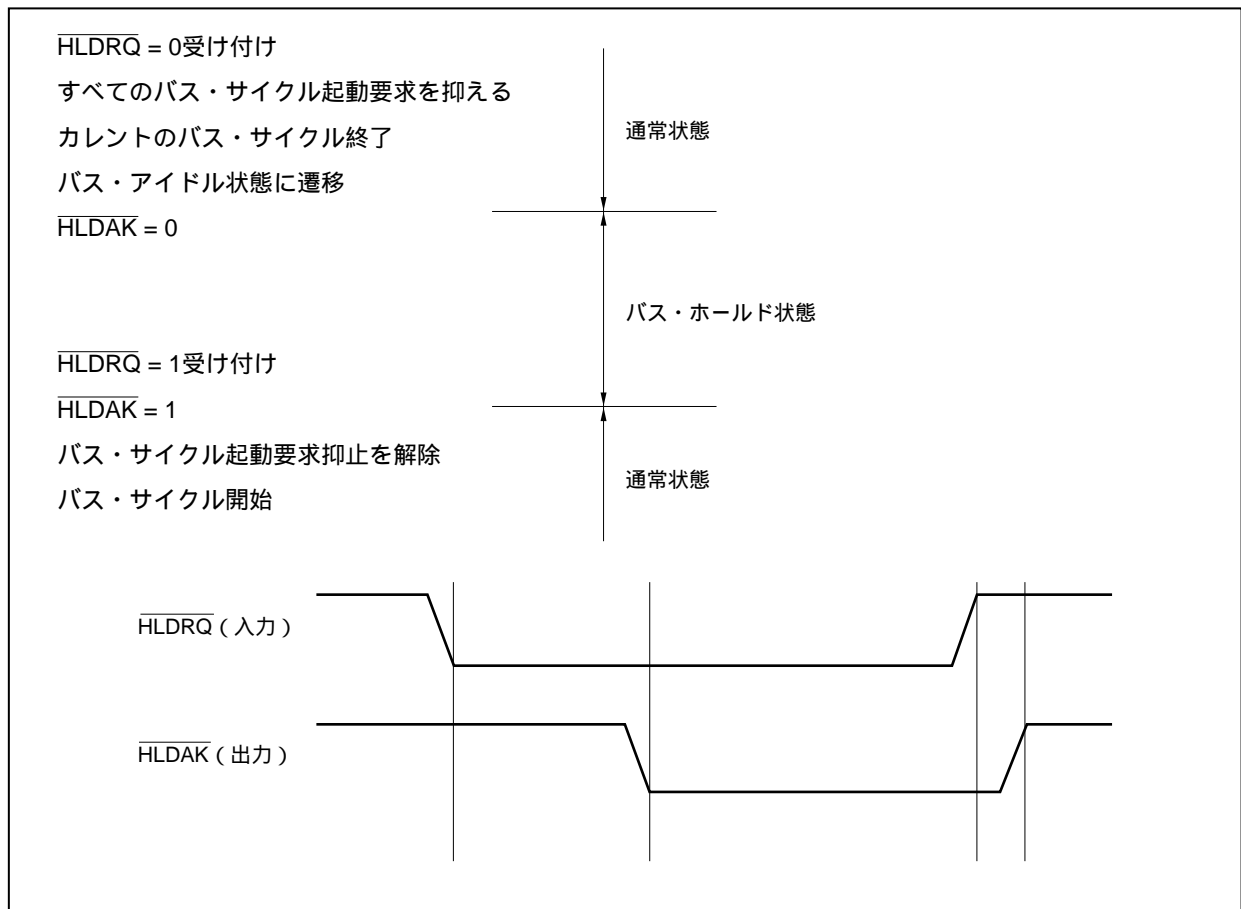 HLDRQ = 0受け付け
すべてのバス・サイクル起動要求を抑える
カレントのバス・サイクル終了
バス・アイドル状態に遷移
HLDAK = 0
通常状態
バス・ホールド状態
HLDRQ = 1受け付け
HLDAK = 1
バス・サイクル起動要求抑止を解除
バス・サイクル開始
通常状態
HLDRQ（入力）
HLDAK（出力）